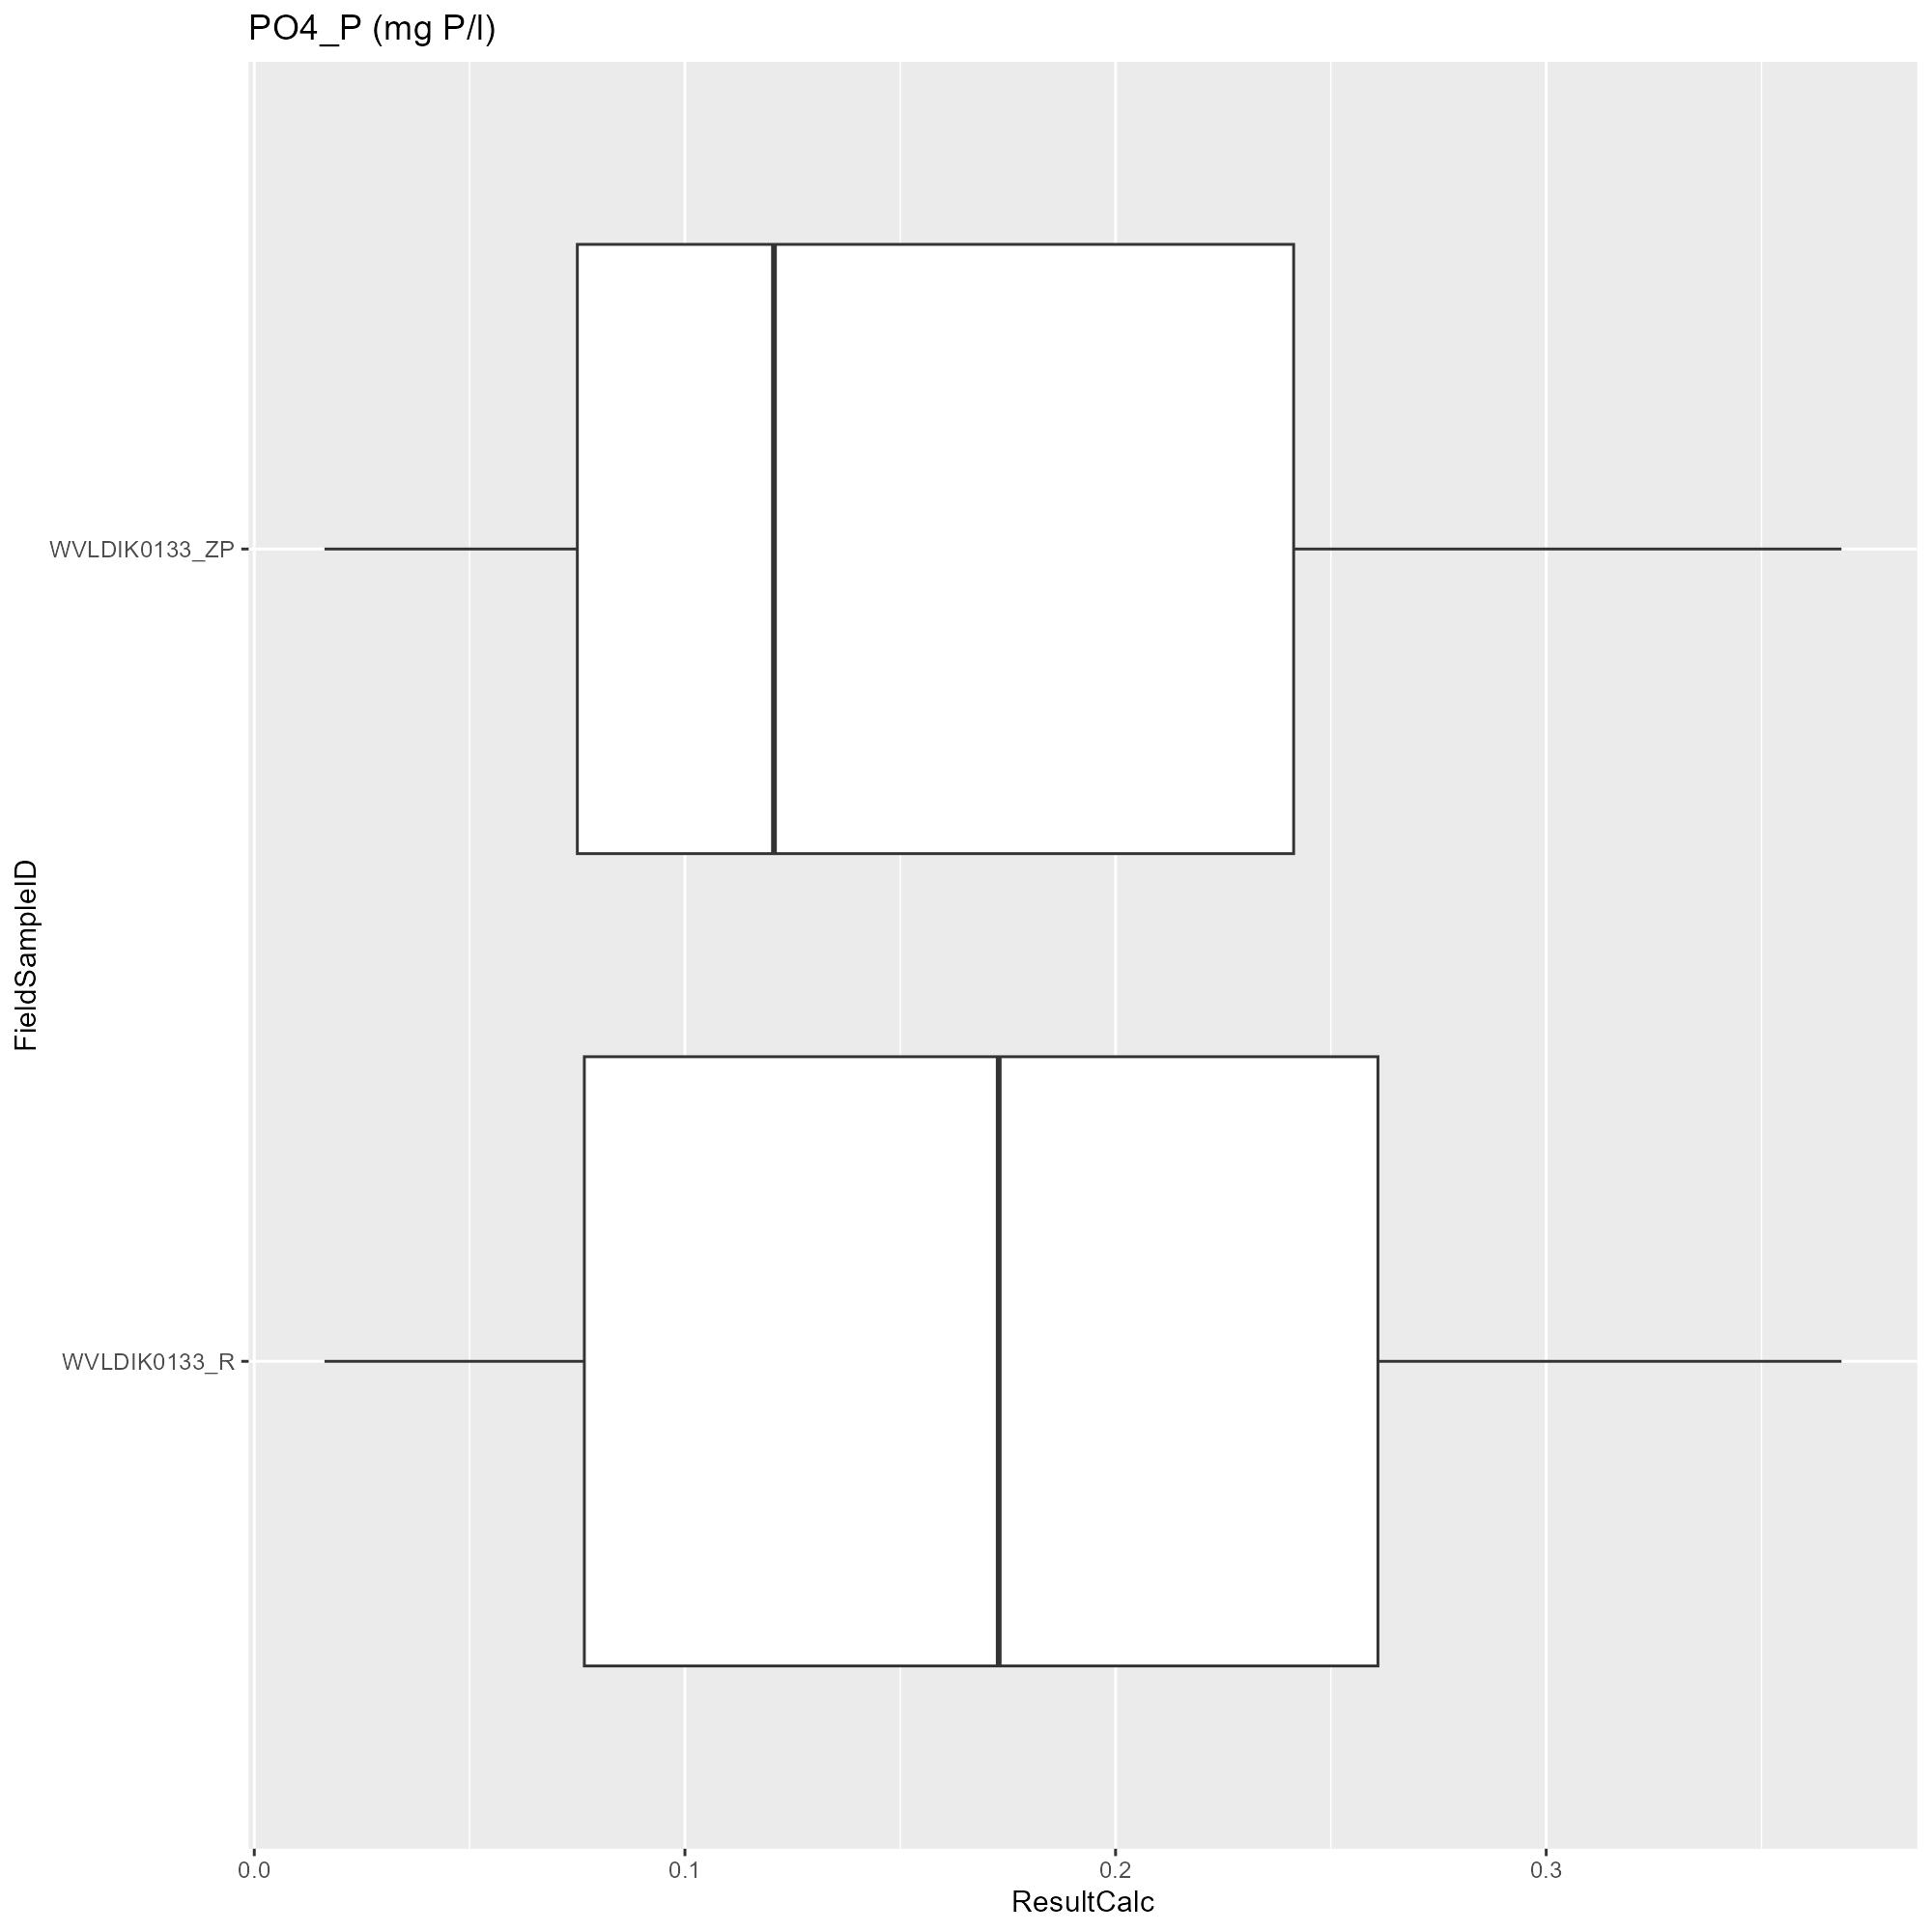 PO4_P (mg P/l)
FieldSampleID
WVLDIK0133_ZP
WVLDIK0133_R
0.0 0.1 0.2 0.3
ResultCalc